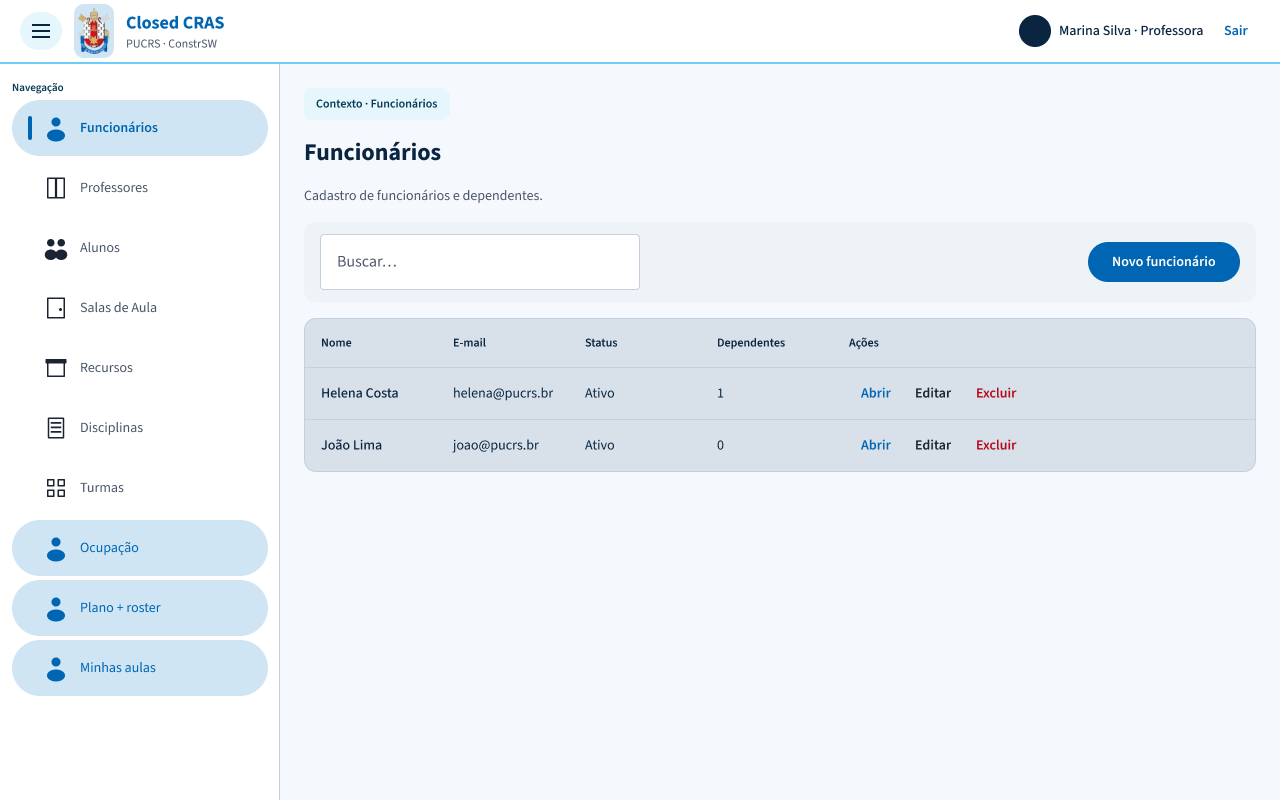 Closed CRAS
PUCRS · ConstrSW
Marina Silva · Professora
Sair
Navegação
Funcionários
Professores
Alunos
Salas de Aula
Recursos
Disciplinas
Turmas
Ocupação
Plano + roster
Minhas aulas
Contexto · Funcionários
Funcionários
Cadastro de funcionários e dependentes.
Buscar…
Novo funcionário
Nome E-mail Status Dependentes Ações
Helena Costa helena@pucrs.br Ativo 1 Abrir Editar Excluir
João Lima joao@pucrs.br Ativo 0 Abrir Editar Excluir